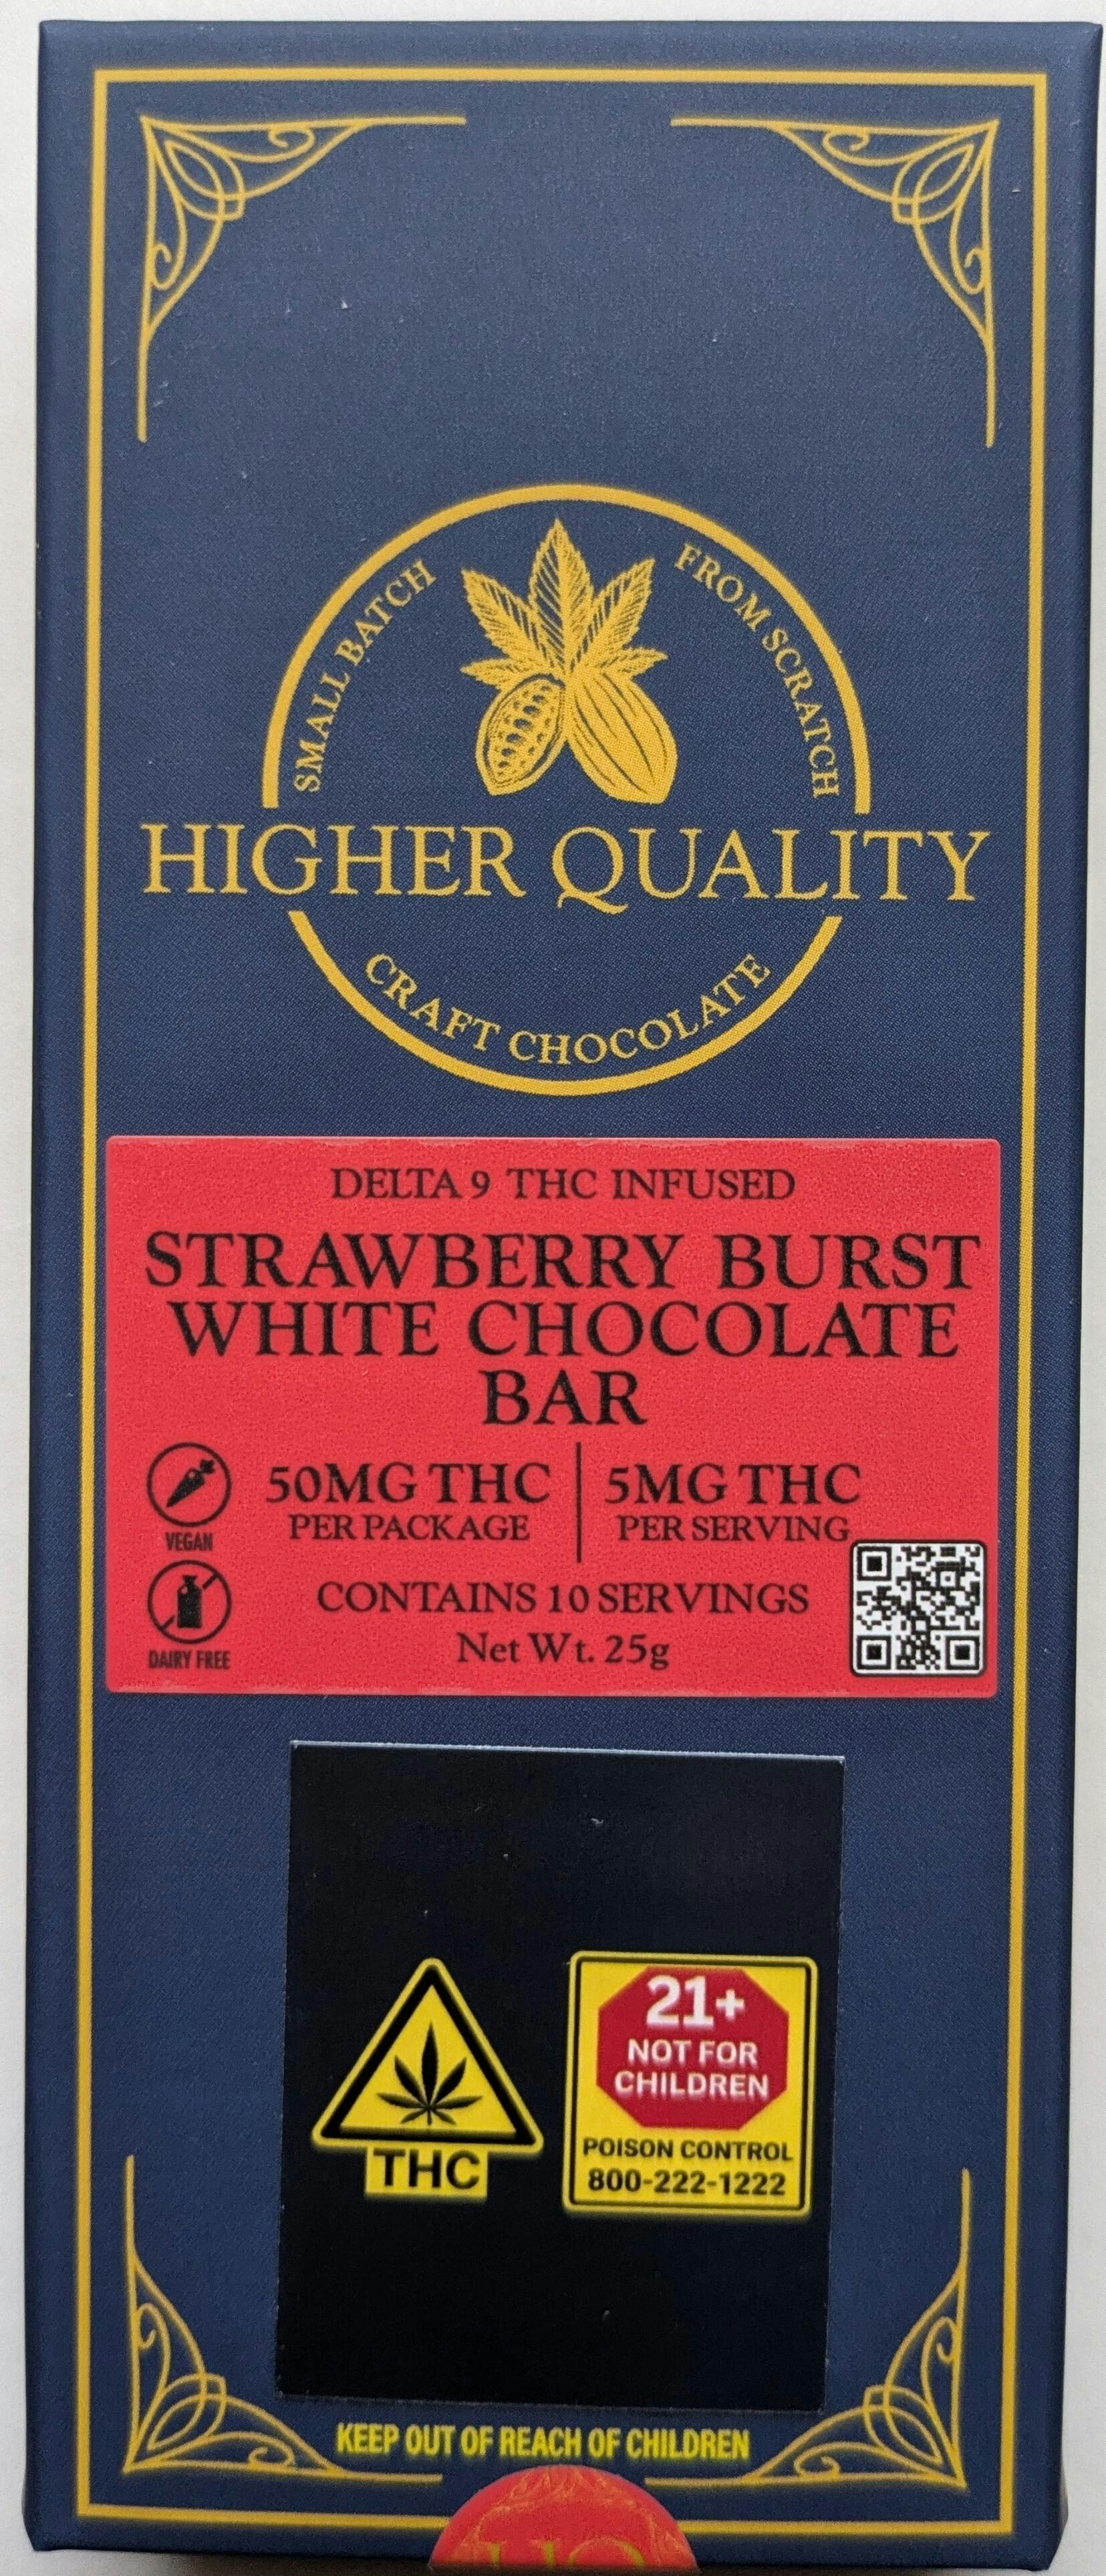 SMALL BATCH
FROM SCRATCH
HIGHER QUALITY
CRAFT CHOCOLATE
DELTA 9 THC INFUSED
STRAWBERRY BURST
WHITE CHOCOLATE
BAR
50MG THC
PER PACKAGE
5MG THC
PER SERVING
VEGAN
CONTAINS 10 SERVINGS
Net Wt. 25g
DAIRY FREE
21+
NOT FOR
CHILDREN
POISON CONTROL
800-222-1222
THC
KEEP OUT OF REACH OF CHILDREN